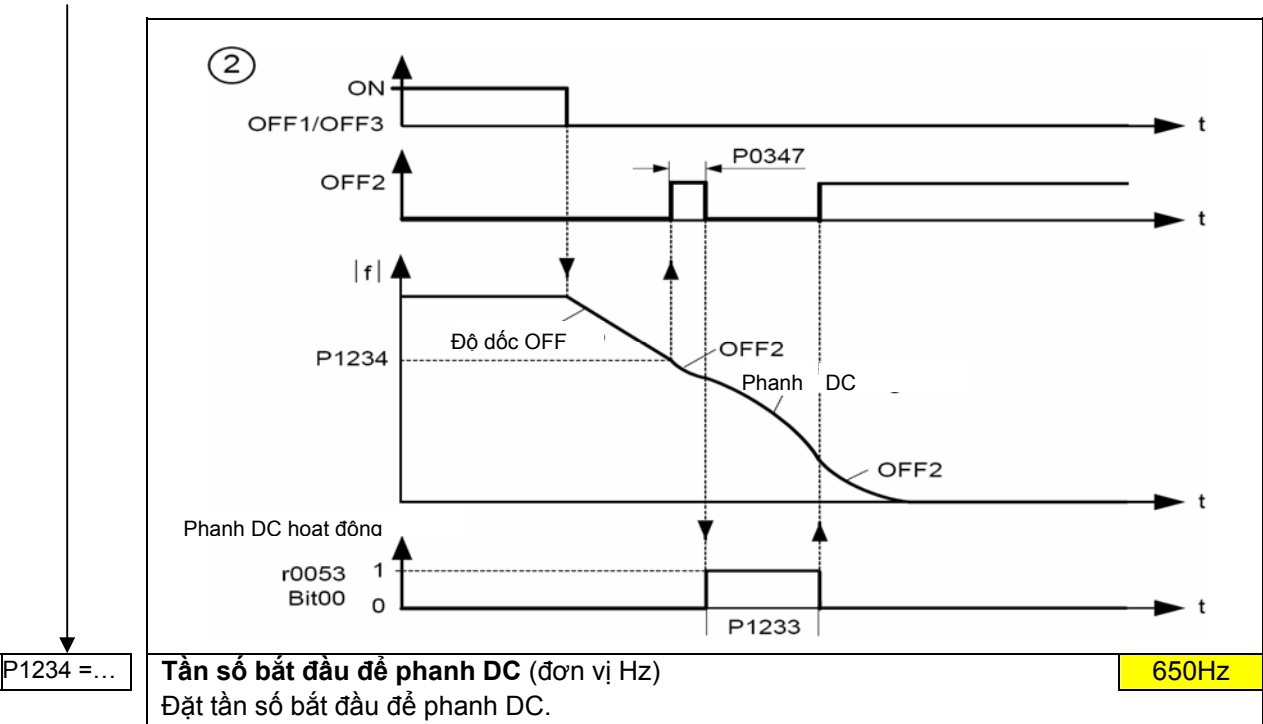 2
ON
OFF1/OFF3
t
P0347
OFF2
t
|f|
Độ dốc OFF
P1234
OFF2
Phanh DC
OFF2
t
Phanh DC hoat đông
r0053 1
Bit00 0
t
P1233
P1234 =… Tần số bắt đầu để phanh DC (đơn vị Hz) 650Hz
Đặt tần số bắt đầu để phanh DC.